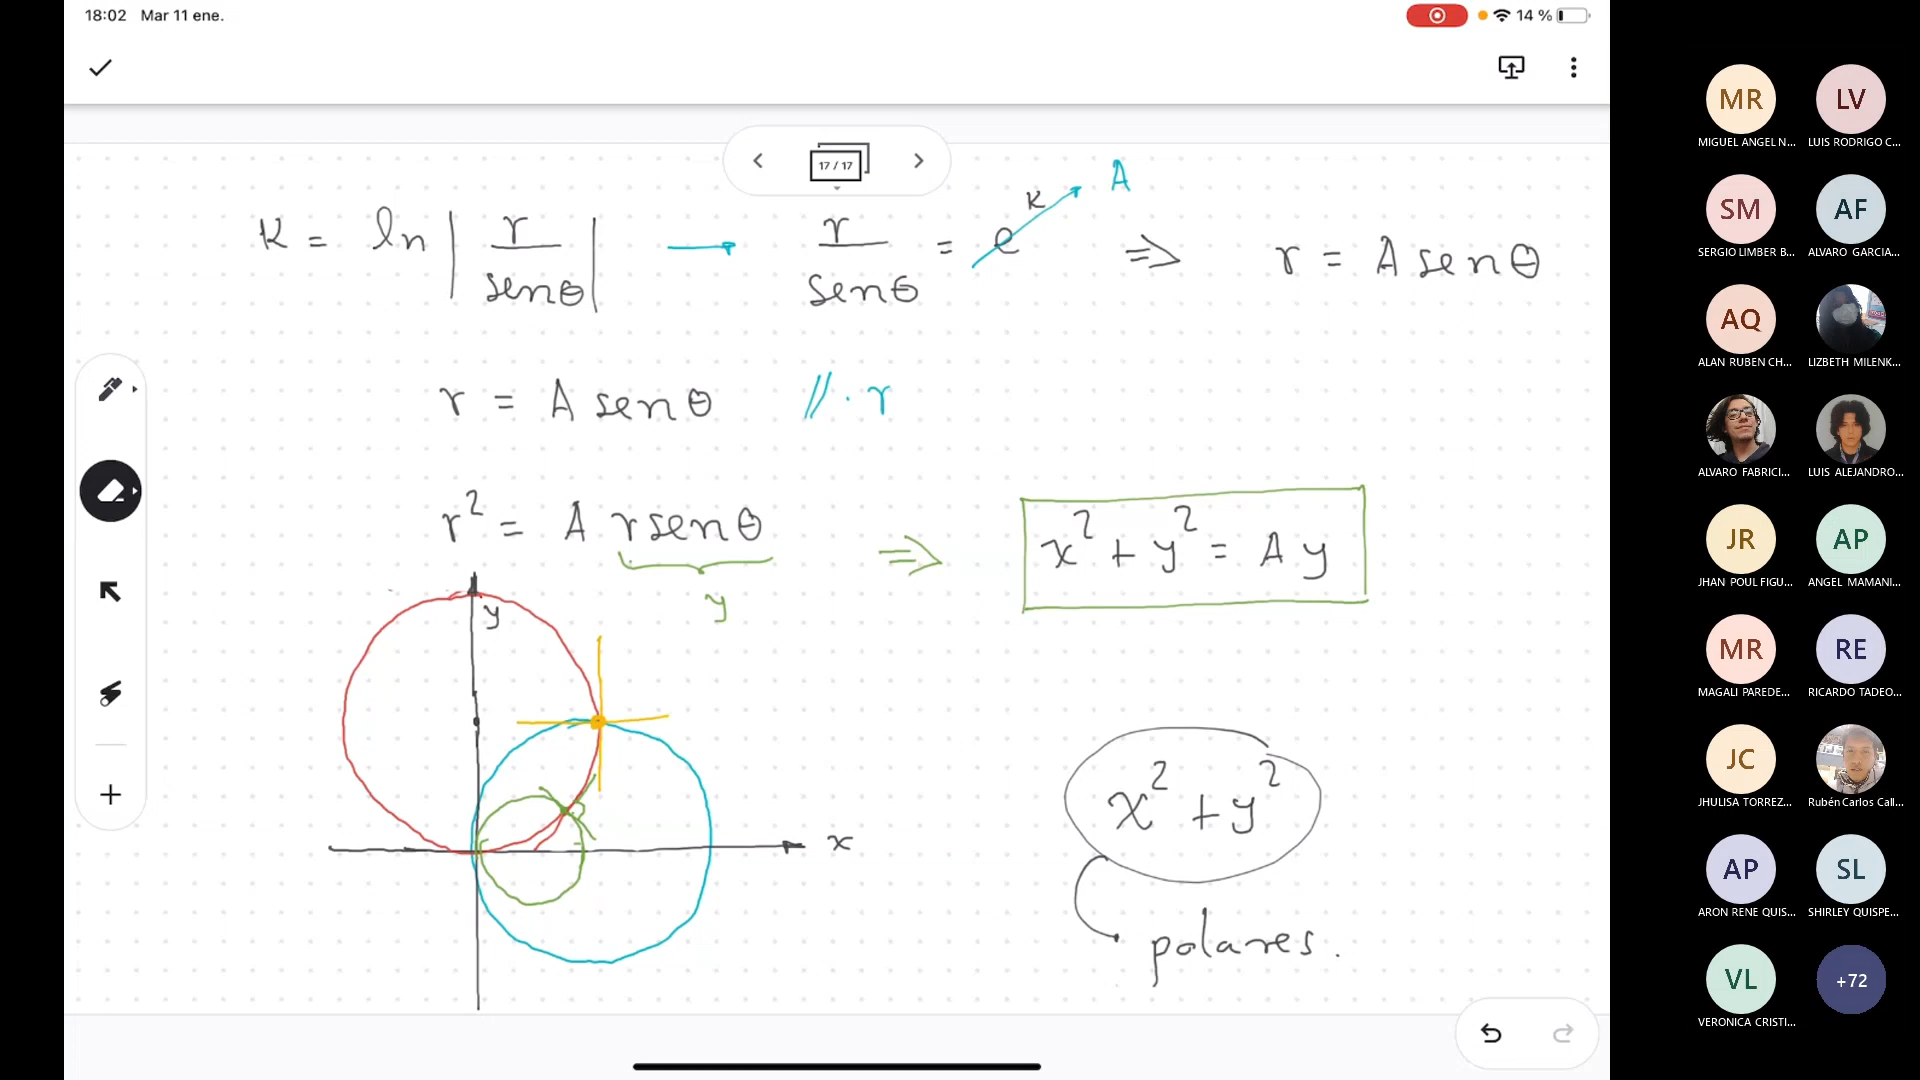 18:02 Mar 11 ene.
14 %
17 / 17
K = ln | r / senθ | → r / senθ = e^K A ⇒ r = A senθ
r = A senθ // · r
r² = A r senθ ⇒ x² + y² = A y
y
y
x
x² + y²
polares.
MR
MIGUEL ANGEL N...
LV
LUIS RODRIGO C...
SM
SERGIO LIMBER B...
AF
ALVARO GARCIA...
AQ
ALAN RUBEN CH...
LIZBETH MILENK...
ALVARO FABRICI...
LUIS ALEJANDRO...
JR
JHAN POUL FIGU...
AP
ANGEL MAMANI...
MR
MAGALI PAREDE...
RE
RICARDO TADEO...
JC
JHULISA TORREZ...
Rubén Carlos Call...
AP
ARON RENE QUIS...
SL
SHIRLEY QUISPE...
VL
VERONICA CRISTI...
+72